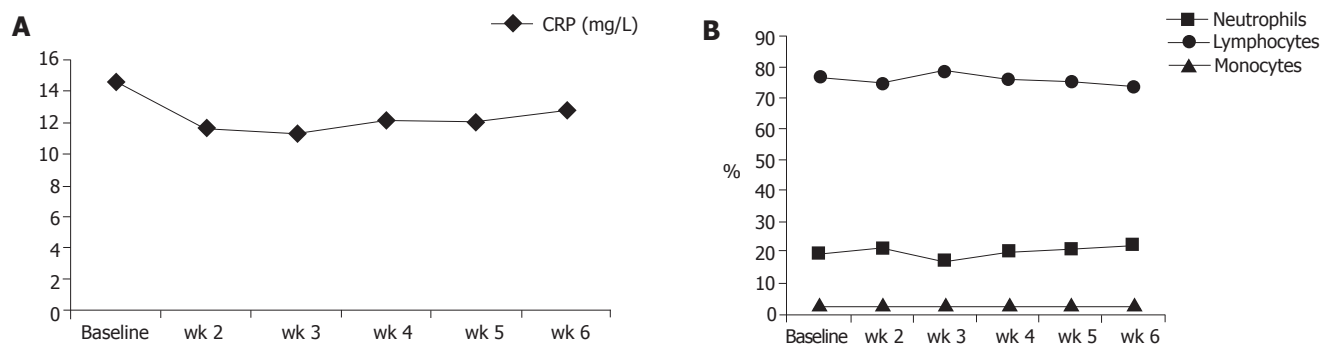 A
CRP (mg/L)
16
14
12
10
8
6
4
2
0
Baseline wk 2 wk 3 wk 4 wk 5 wk 6
B
Neutrophils
Lymphocytes
Monocytes
90
80
70
60
50
%
40
30
20
10
0
Baseline wk 2 wk 3 wk 4 wk 5 wk 6